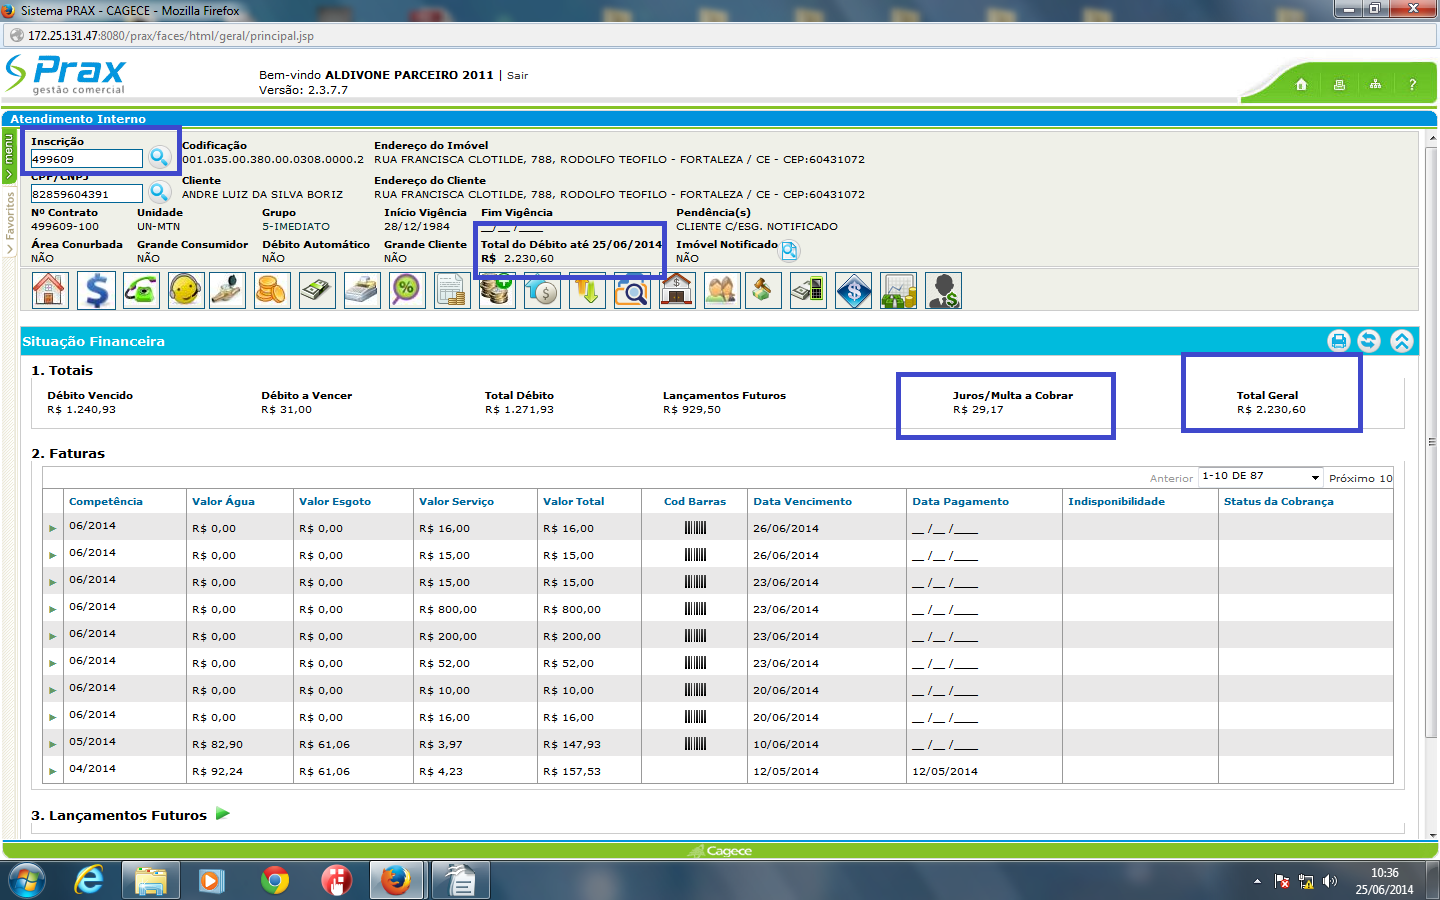 Sistema PRAX - CAGECE - Mozilla Firefox
172.25.131.47:8080/prax/faces/html/geral/principal.jsp
Prax
gestão comercial
Bem-vindo ALDIVONE PARCEIRO 2011 | Sair
Versão: 2.3.7.7
?
Atendimento Interno
menu
Favoritos
Inscrição Codificação Endereço do Imóvel
499609 001.035.00.380.00.0308.0000.2 RUA FRANCISCA CLOTILDE, 788, RODOLFO TEOFILO - FORTALEZA / CE - CEP:60431072
CPF/CNPJ Cliente Endereço do Cliente
82859604391 ANDRE LUIZ DA SILVA BORIZ RUA FRANCISCA CLOTILDE, 788, RODOLFO TEOFILO - FORTALEZA / CE - CEP:60431072
Nº Contrato Unidade Grupo Início Vigência Fim Vigência Pendência(s)
499609-100 UN-MTN 5-IMEDIATO 28/12/1984 __/__/____ CLIENTE C/ESG. NOTIFICADO
Área Conurbada Grande Consumidor Débito Automático Grande Cliente Total do Débito até 25/06/2014 Imóvel Notificado
NÃO NÃO NÃO NÃO R$ 2.230,60 NÃO
Situação Financeira
1. Totais
Débito Vencido Débito a Vencer Total Débito Lançamentos Futuros Juros/Multa a Cobrar Total Geral
R$ 1.240,93 R$ 31,00 R$ 1.271,93 R$ 929,50 R$ 29,17 R$ 2.230,60
2. Faturas
Anterior 1-10 DE 87 Próximo 10
Competência Valor Água Valor Esgoto Valor Serviço Valor Total Cod Barras Data Vencimento Data Pagamento Indisponibilidade Status da Cobrança
06/2014 R$ 0,00 R$ 0,00 R$ 16,00 R$ 16,00 26/06/2014 __ /__ /____
06/2014 R$ 0,00 R$ 0,00 R$ 15,00 R$ 15,00 26/06/2014 __ /__ /____
06/2014 R$ 0,00 R$ 0,00 R$ 15,00 R$ 15,00 23/06/2014 __ /__ /____
06/2014 R$ 0,00 R$ 0,00 R$ 800,00 R$ 800,00 23/06/2014 __ /__ /____
06/2014 R$ 0,00 R$ 0,00 R$ 200,00 R$ 200,00 23/06/2014 __ /__ /____
06/2014 R$ 0,00 R$ 0,00 R$ 52,00 R$ 52,00 23/06/2014 __ /__ /____
06/2014 R$ 0,00 R$ 0,00 R$ 10,00 R$ 10,00 20/06/2014 __ /__ /____
06/2014 R$ 0,00 R$ 0,00 R$ 16,00 R$ 16,00 20/06/2014 __ /__ /____
05/2014 R$ 82,90 R$ 61,06 R$ 3,97 R$ 147,93 10/06/2014 __ /__ /____
04/2014 R$ 92,24 R$ 61,06 R$ 4,23 R$ 157,53 12/05/2014 12/05/2014
3. Lançamentos Futuros
Cagece
10:36
25/06/2014